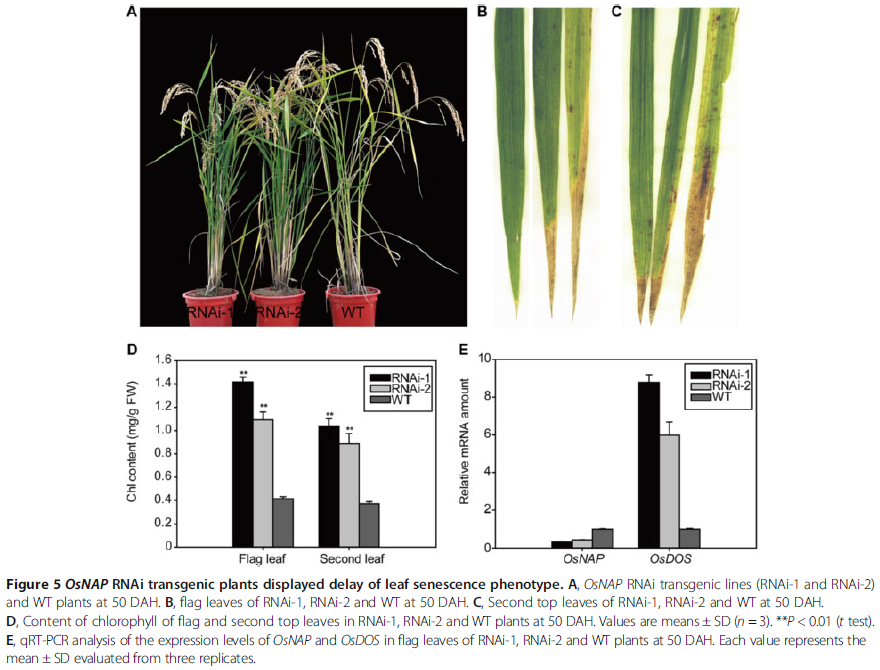 A
B
C
RNAi-1
RNAi-2
WT
D
1.6
1.4
1.2
1.0
0.8
0.6
0.4
0.2
0
Chl content (mg/g FW)
**
**
**
**
RNAi-1
RNAi-2
WT
Flag leaf
Second leaf
E
10
8
6
4
2
0
Relative mRNA amount
RNAi-1
RNAi-2
WT
OsNAP
OsDOS
Figure 5 OsNAP RNAi transgenic plants displayed delay of leaf senescence phenotype. A, OsNAP RNAi transgenic lines (RNAi-1 and RNAi-2)
and WT plants at 50 DAH. B, flag leaves of RNAi-1, RNAi-2 and WT at 50 DAH. C, Second top leaves of RNAi-1, RNAi-2 and WT at 50 DAH.
D, Content of chlorophyll of flag and second top leaves in RNAi-1, RNAi-2 and WT plants at 50 DAH. Values are means ± SD (n = 3). **P < 0.01 (t test).
E, qRT-PCR analysis of the expression levels of OsNAP and OsDOS in flag leaves of RNAi-1, RNAi-2 and WT plants at 50 DAH. Each value represents the
mean ± SD evaluated from three replicates.